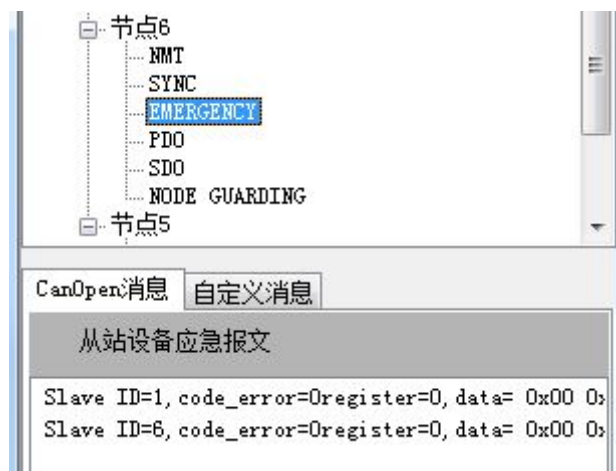 节点6
NMT
SYNC
EMERGENCY
PDO
SDO
NODE GUARDING
节点5
CanOpen消息 自定义消息
从站设备应急报文
Slave ID=1, code_error=0register=0, data= 0x00 0x
Slave ID=6, code_error=0register=0, data= 0x00 0x